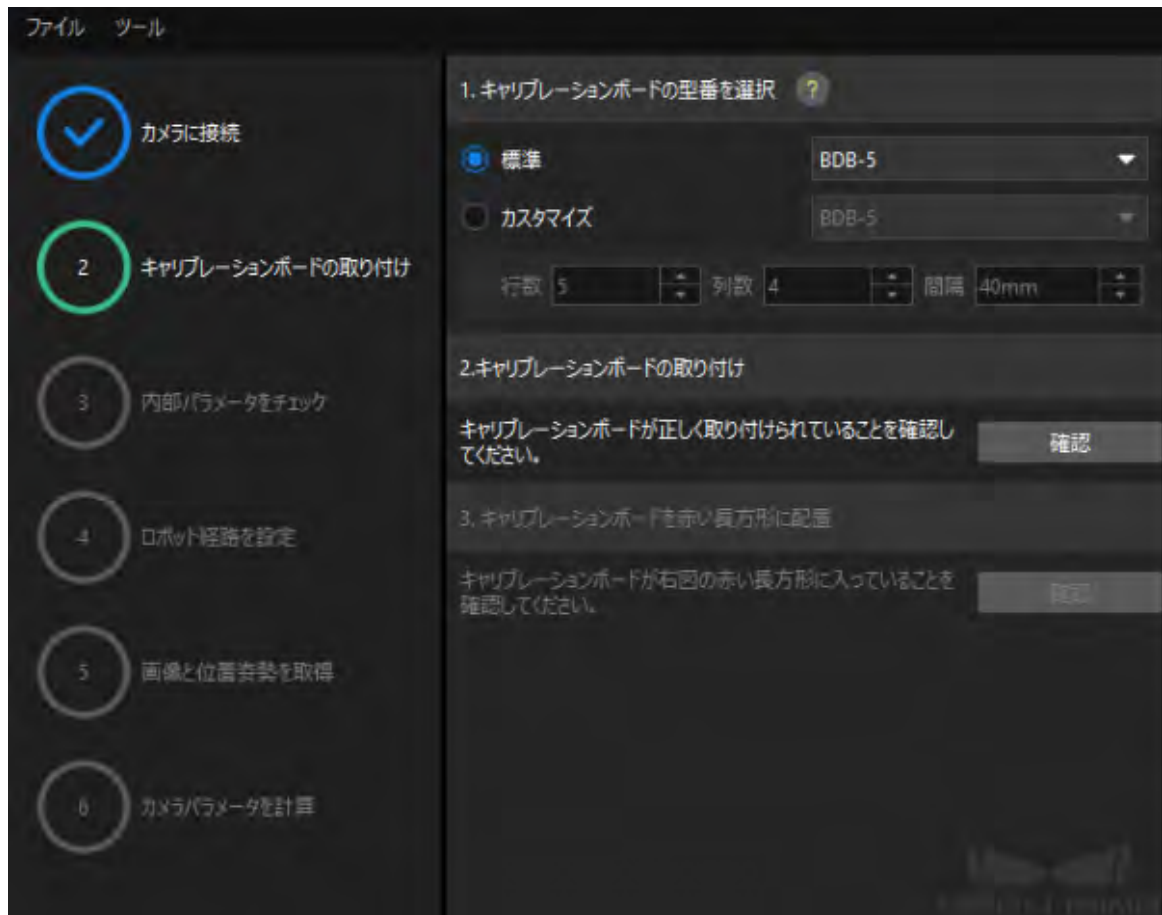 ファイル ツール
カメラに接続
2 キャリブレーションボードの取り付け
3 内部パラメータをチェック
4 ロボット経路を設定
5 画像と位置姿勢を取得
6 カメラパラメータを計算
1. キャリブレーションボードの型番を選択 ?
標準 BDB-5
カスタマイズ BDB-5
行数 5 列数 4 間隔 40mm
2.キャリブレーションボードの取り付け
キャリブレーションボードが正しく取り付けられていることを確認し
てください。
確認
3. キャリブレーションボードを赤い長方形に配置
キャリブレーションボードが右図の赤い長方形に入っていることを
確認してください。
確認